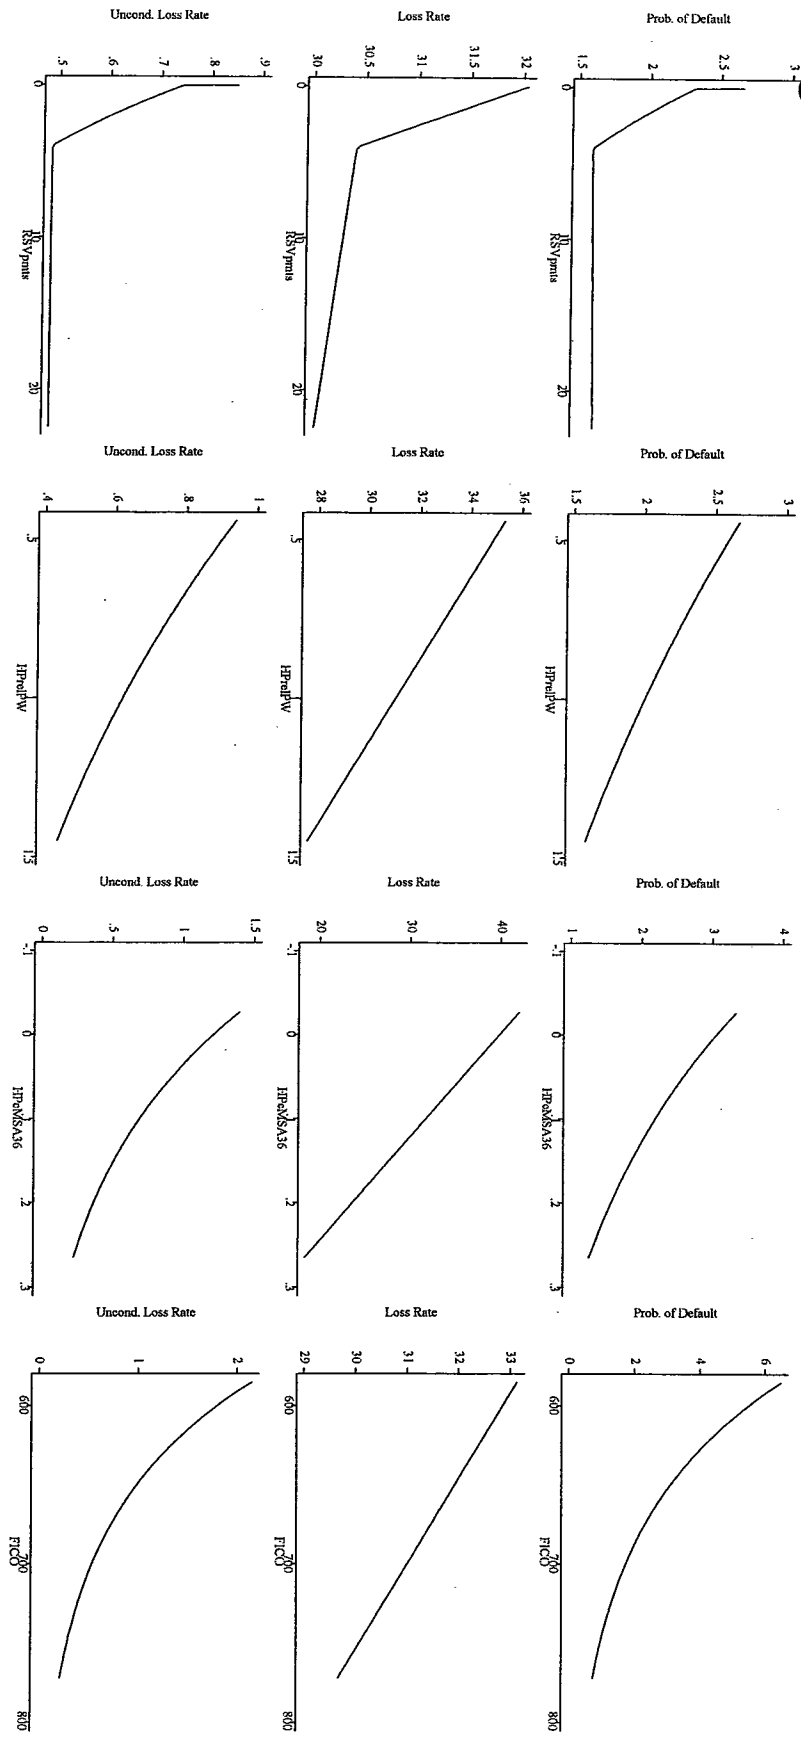 Prob. of Default
3
2.5
2
1.5
0 10 20
RSVpmts
Prob. of Default
3
2.5
2
1.5
.5 1 1.5
HPrelPW
Prob. of Default
4
3
2
1
-.1 0 .1 .2 .3
HPcMSA36
Prob. of Default
6
4
2
0
600 700 800
FICO
Loss Rate
32
31.5
31
30.5
30
0 10 20
RSVpmts
Loss Rate
36
34
32
30
28
.5 1 1.5
HPrelPW
Loss Rate
40
30
20
-.1 0 .1 .2 .3
HPcMSA36
Loss Rate
33
32
31
30
29
600 700 800
FICO
Uncond. Loss Rate
.9
.8
.7
.6
.5
0 10 20
RSVpmts
Uncond. Loss Rate
1
.8
.6
.4
.5 1 1.5
HPrelPW
Uncond. Loss Rate
1.5
1
.5
0
-.1 0 .1 .2 .3
HPcMSA36
Uncond. Loss Rate
2
1
0
600 700 800
FICO